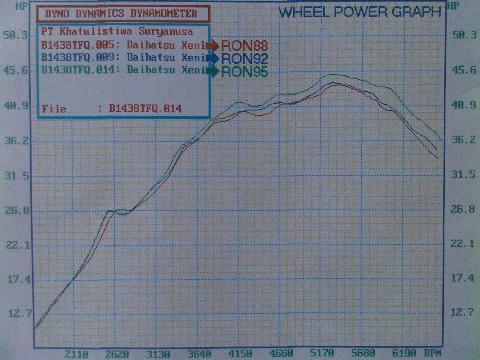 HP
DYNO DYNAMICS DYNAMOMETER
WHEEL POWER GRAPH
HP
PT Khatulistiwa Suryanusa
B1438TFQ.005: Daihatsu Xeni RON88
B1438TFQ.009: Daihatsu Xeni RON92
B1438TFQ.014: Daihatsu Xeni RON95
File : B1438TFQ.014
50.3 50.3
45.6 45.6
40.9 40.9
36.2 36.2
31.5 31.5
26.8 26.8
22.1 22.1
17.4 17.4
12.7 12.7
2110 2620 3130 3640 4150 4660 5170 5680 6190 RPM